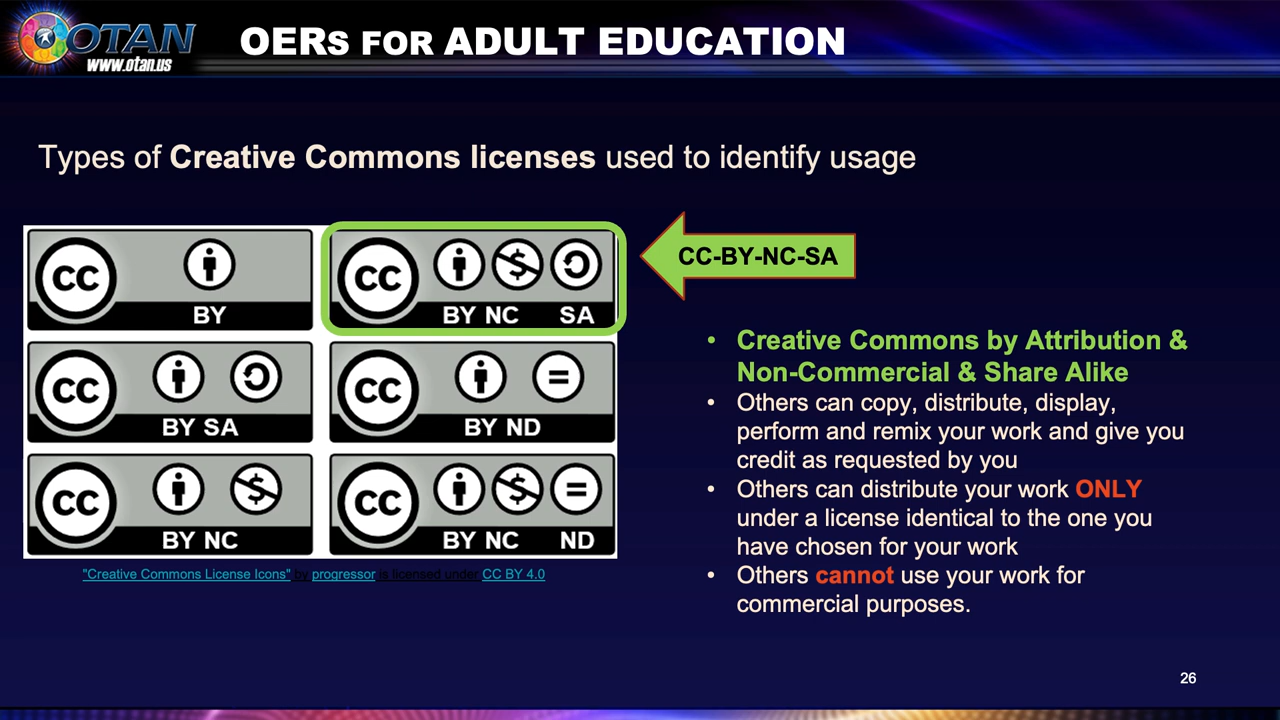 OTAN
www.otan.us
OERS FOR ADULT EDUCATION
Types of Creative Commons licenses used to identify usage
CC
BY
CC
BY NC SA
CC
BY SA
CC
BY ND
CC
BY NC
CC
BY NC ND
"Creative Commons License Icons" by progressor is licensed under CC BY 4.0
CC-BY-NC-SA
• Creative Commons by Attribution &
Non-Commercial & Share Alike
• Others can copy, distribute, display,
perform and remix your work and give you
credit as requested by you
• Others can distribute your work ONLY
under a license identical to the one you
have chosen for your work
• Others cannot use your work for
commercial purposes.
26